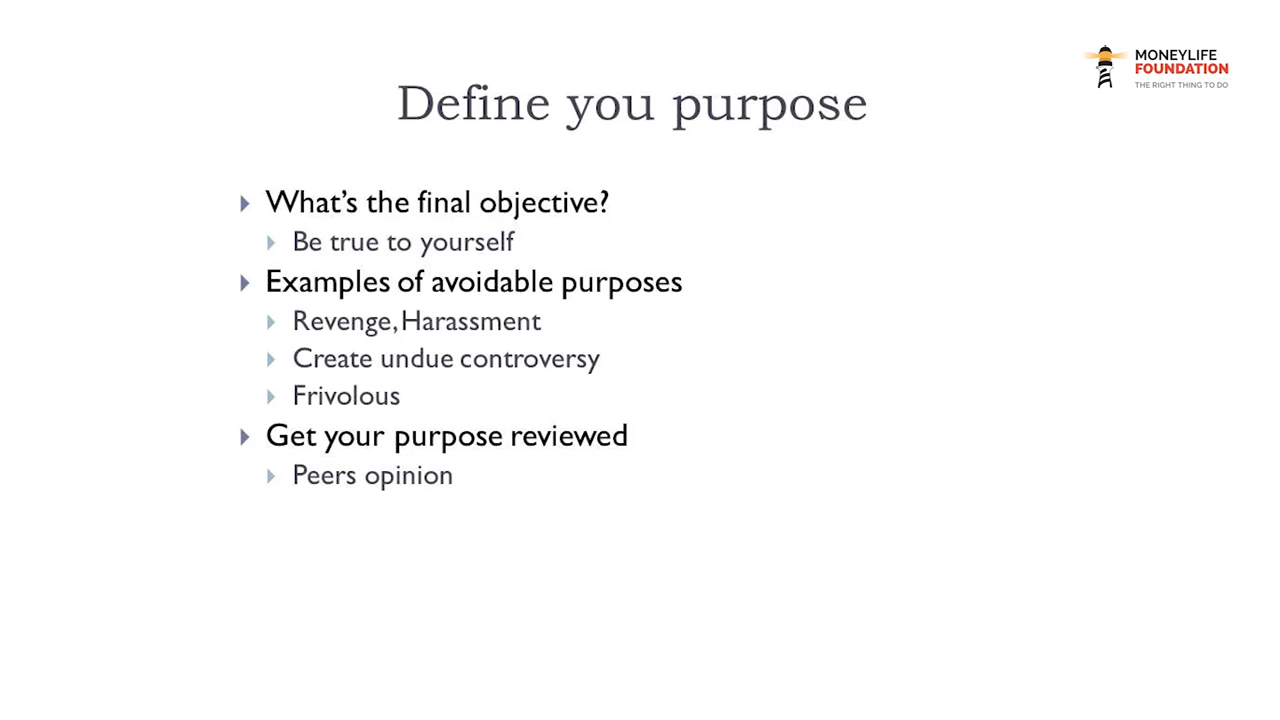 MONEYLIFE
FOUNDATION
THE RIGHT THING TO DO
Define you purpose
What's the final objective?
Be true to yourself
Examples of avoidable purposes
Revenge, Harassment
Create undue controversy
Frivolous
Get your purpose reviewed
Peers opinion